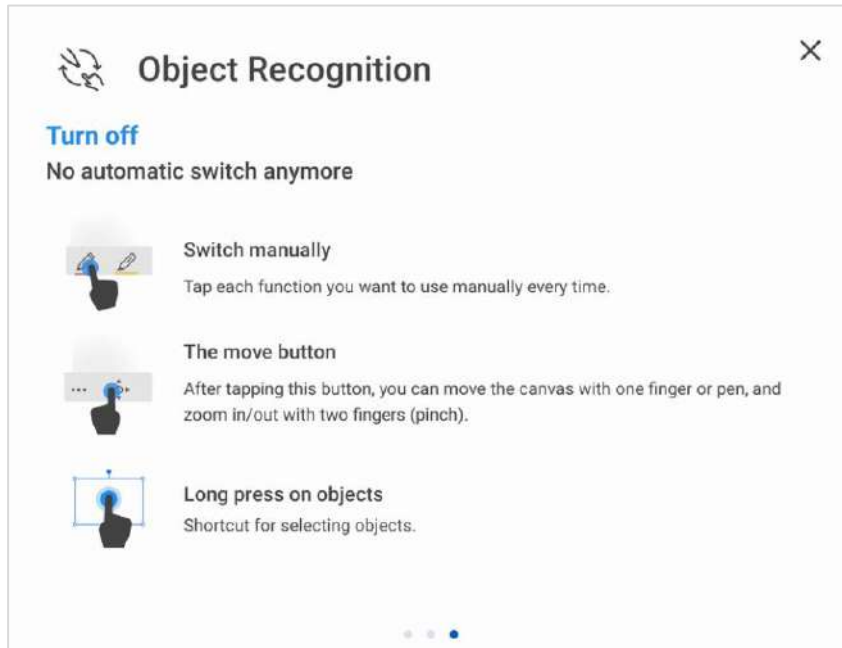 Object Recognition
Turn off
No automatic switch anymore
Switch manually
Tap each function you want to use manually every time.
The move button
After tapping this button, you can move the canvas with one finger or pen, and
zoom in/out with two fingers (pinch).
Long press on objects
Shortcut for selecting objects.